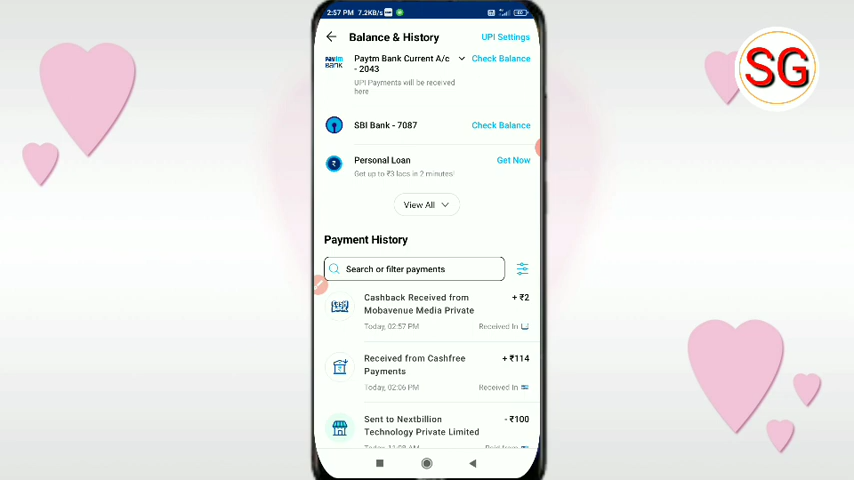 2:57 PM 7.2KB/s
Balance & History
UPI Settings
Paytm Bank Current A/c
- 2043
Check Balance
UPI Payments will be received
here
SBI Bank - 7087
Check Balance
Personal Loan
Get Now
Get up to ₹3 lacs in 2 minutes!
View All
Payment History
Search or filter payments
Cashback Received from
Mobavenue Media Private
+ ₹2
Today, 02:57 PM
Received In
Received from Cashfree
Payments
+ ₹114
Today, 02:06 PM
Received In
Sent to Nextbillion
Technology Private Limited
- ₹100
SG